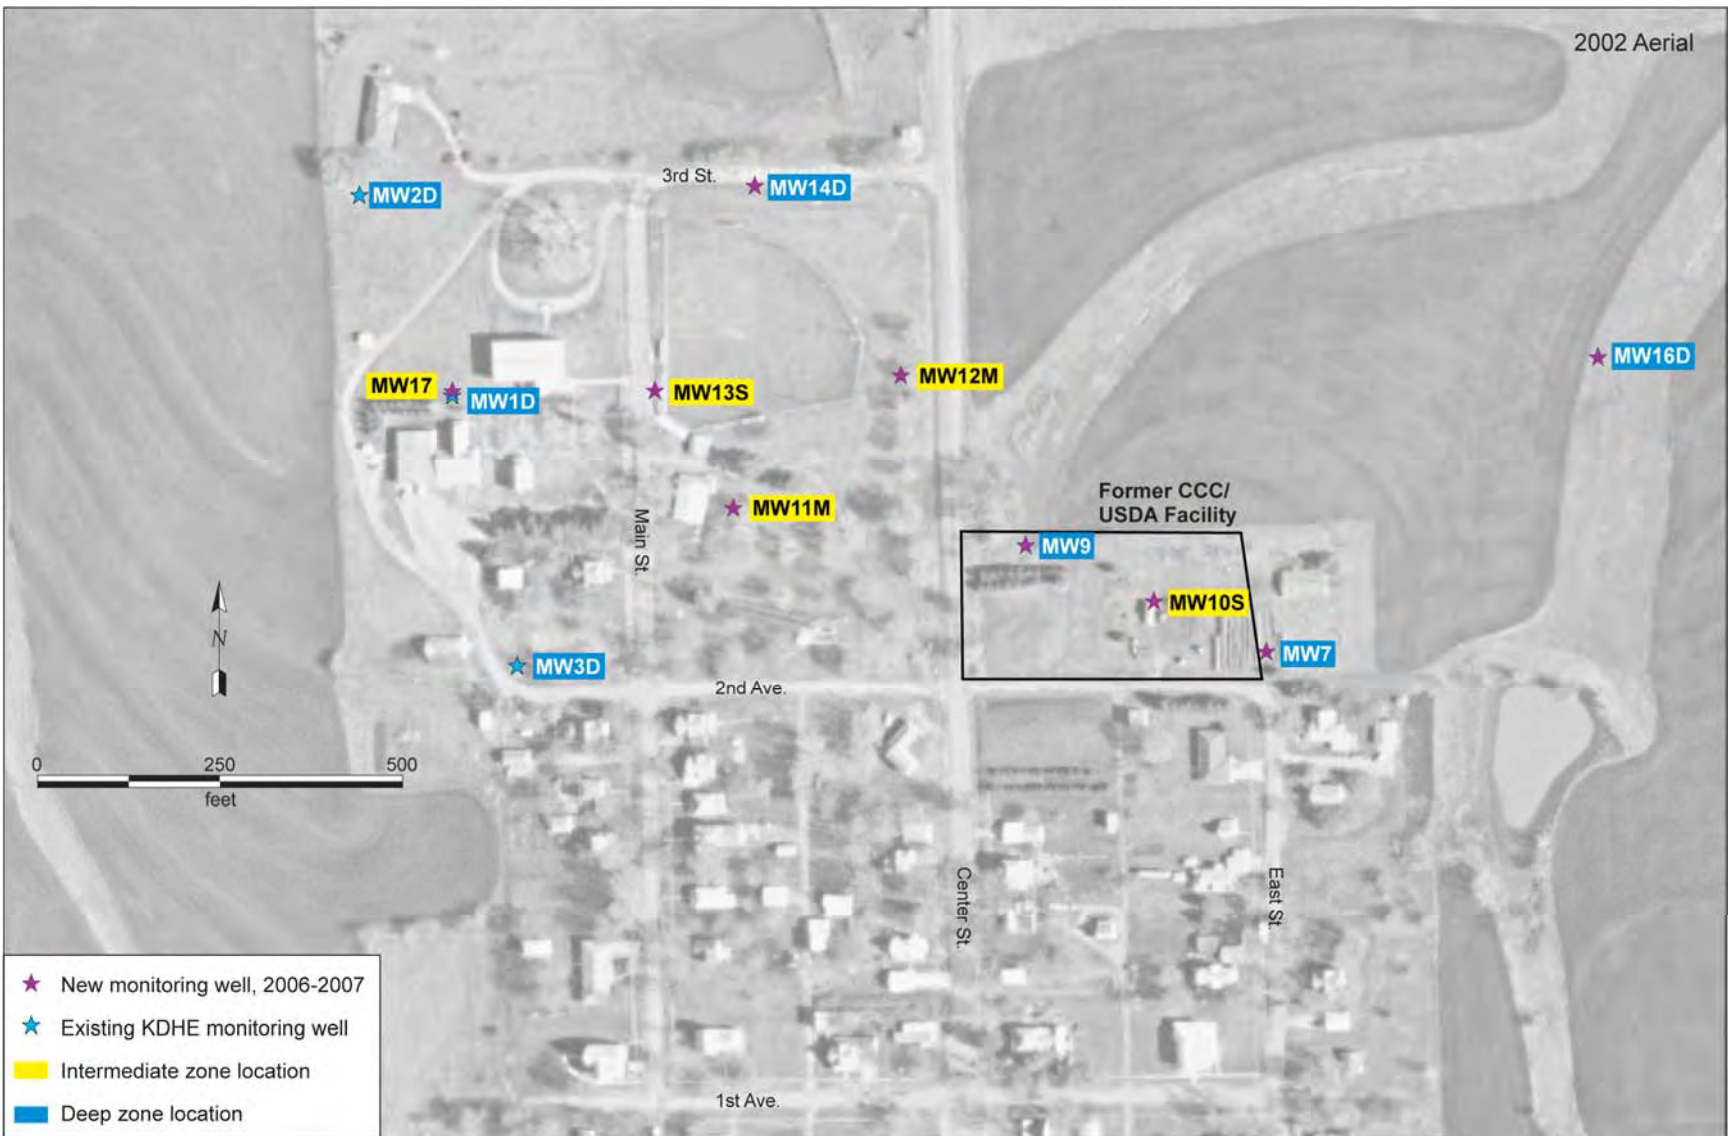 2002 Aerial
3rd St.
MW14D
MW2D
MW16D
MW12M
MW17
MW1D
MW13S
Former CCC/
USDA Facility
MW11M
Main St.
MW9
MW10S
N
MW7
MW3D
2nd Ave.
0 250 500
feet
Center St.
East St.
New monitoring well, 2006-2007
Existing KDHE monitoring well
Intermediate zone location
Deep zone location
1st Ave.